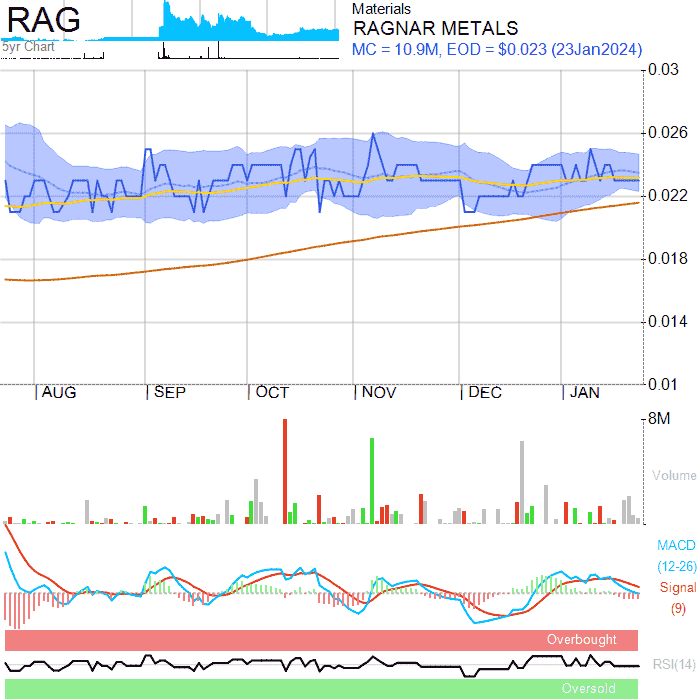 RAG
5yr Chart
Materials
RAGNAR METALS
MC = 10.9M, EOD = $0.023 (23Jan2024)
0.03
0.026
0.022
0.018
0.014
0.01
AUG SEP OCT NOV DEC JAN
8M
Volume
MACD
(12-26)
Signal
(9)
Overbought
RSI(14)
Oversold